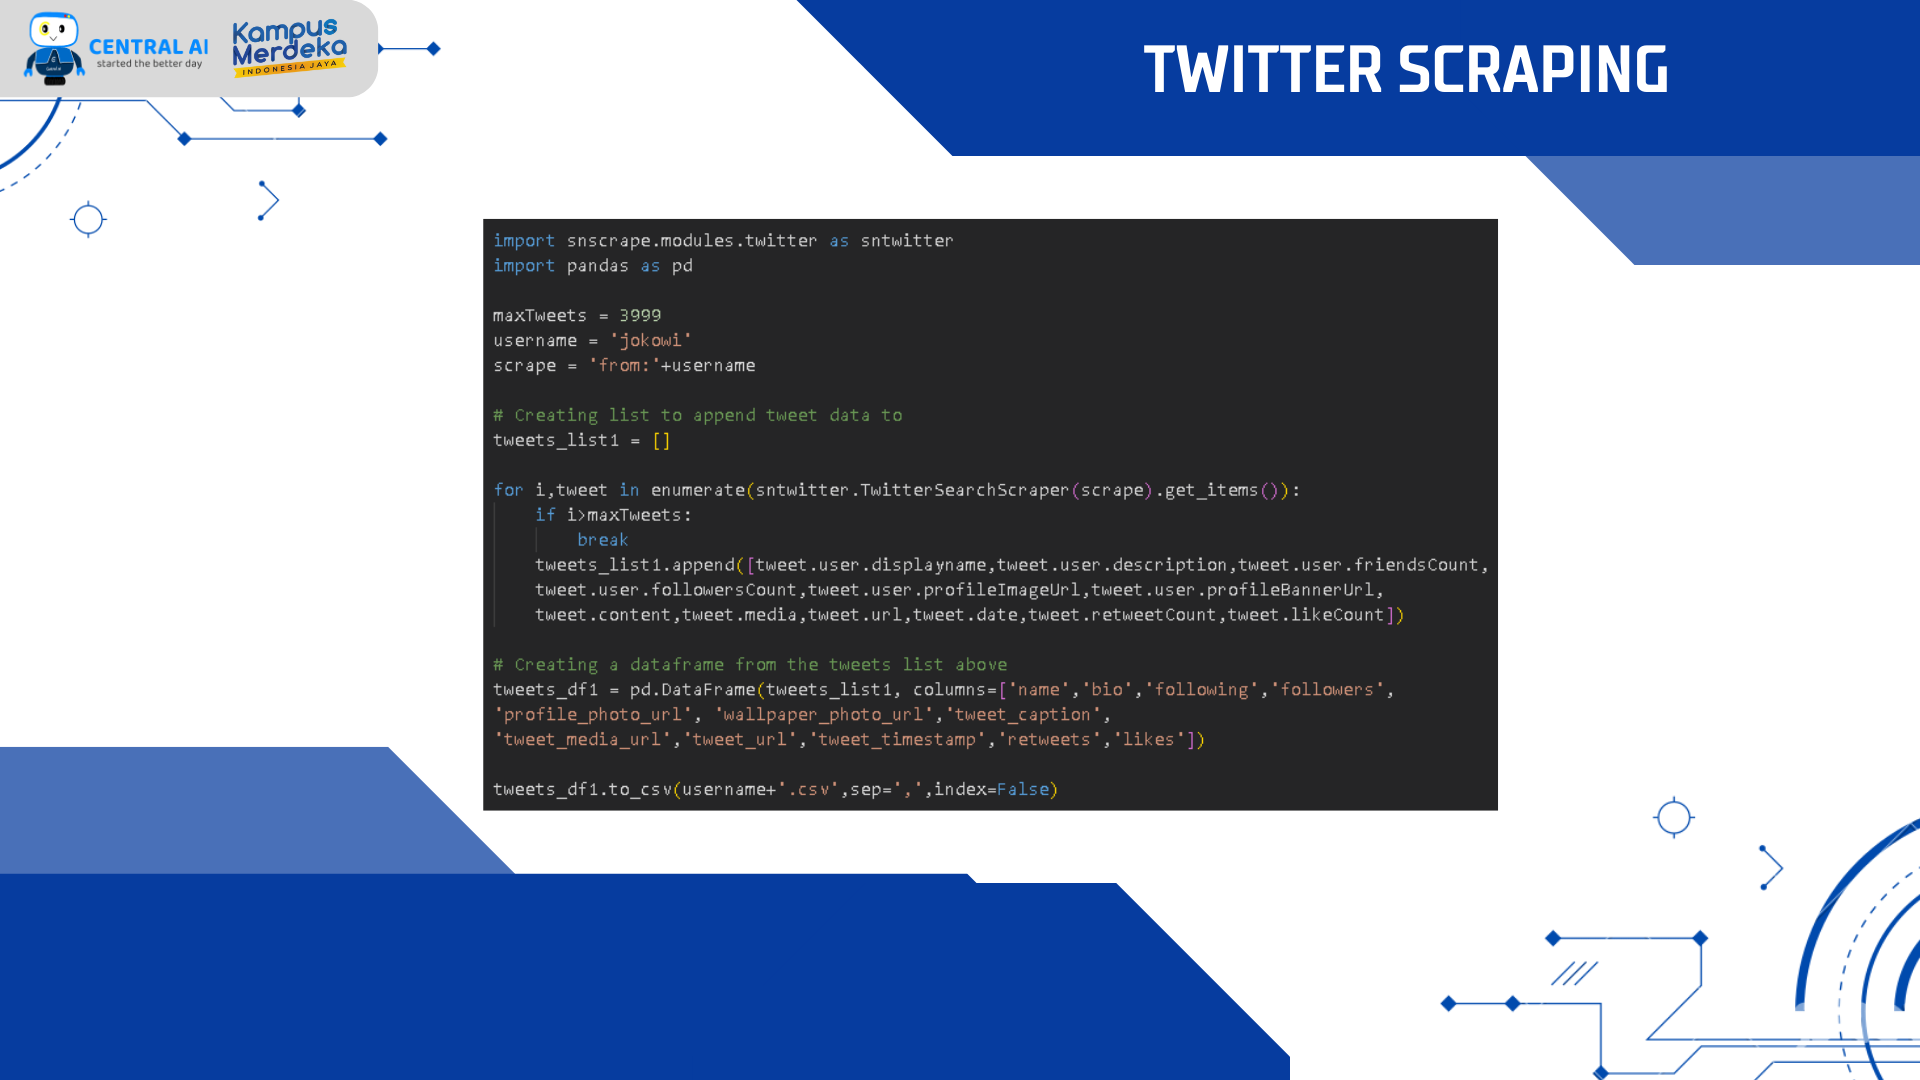 CENTRAL AI
started the better day
Kampus
Merdeka
INDONESIA JAYA
TWITTER SCRAPING
import snscrape.modules.twitter as sntwitter
import pandas as pd
maxTweets = 3999
username = 'jokowi'
scrape = 'from:'+username
# Creating list to append tweet data to
tweets_list1 = []
for i,tweet in enumerate(sntwitter.TwitterSearchScraper(scrape).get_items()):
    if i>maxTweets:
        break
    tweets_list1.append([tweet.user.displayname,tweet.user.description,tweet.user.friendsCount,
    tweet.user.followersCount,tweet.user.profileImageUrl,tweet.user.profileBannerUrl,
    tweet.content,tweet.media,tweet.url,tweet.date,tweet.retweetCount,tweet.likeCount])
# Creating a dataframe from the tweets list above
tweets_df1 = pd.DataFrame(tweets_list1, columns=['name','bio','following','followers',
'profile_photo_url', 'wallpaper_photo_url','tweet_caption',
'tweet_media_url','tweet_url','tweet_timestamp','retweets','likes'])
tweets_df1.to_csv(username+'.csv',sep=',',index=False)